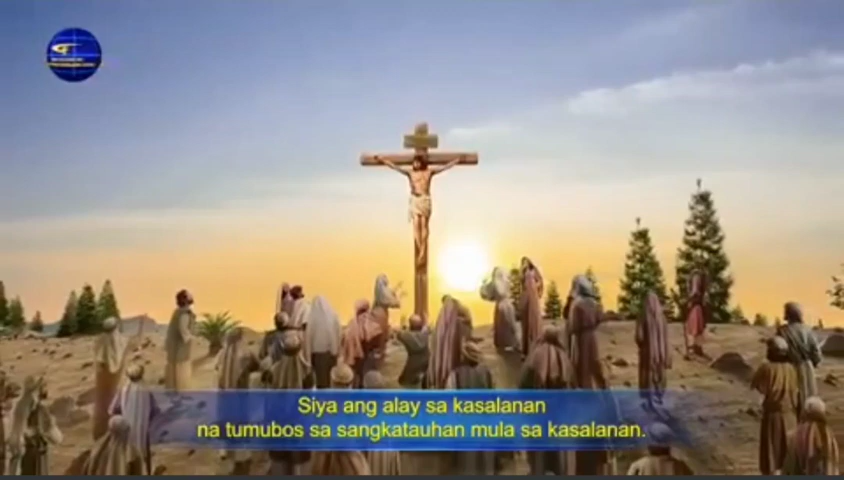 Siya ang alay sa kasalanan
na tumubos sa sangkatauhan mula sa kasalanan.